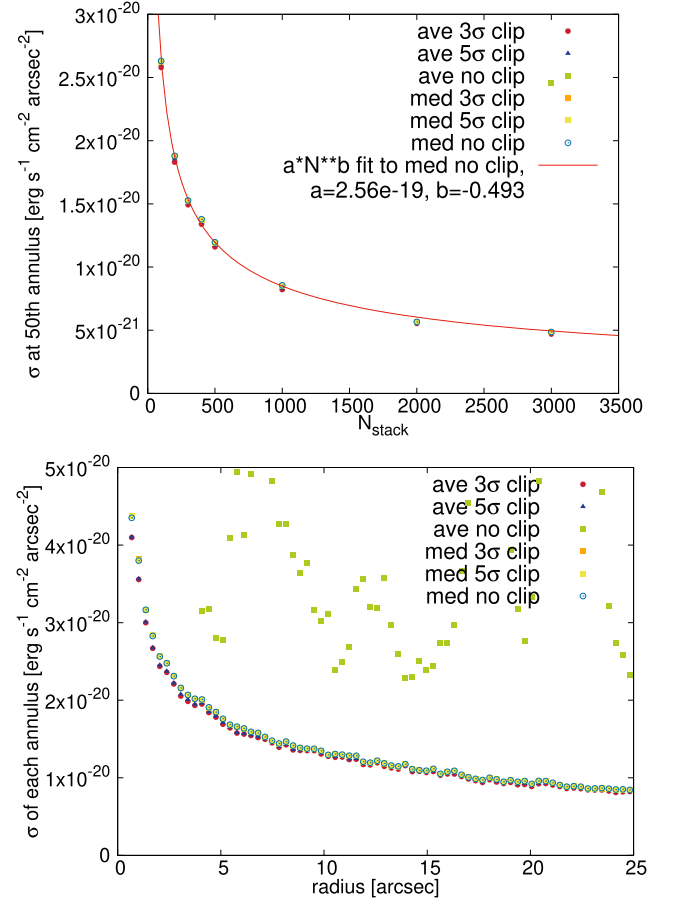 3x10-20
2.5x10-20
2x10-20
1.5x10-20
1x10-20
5x10-21
0
σ at 50th annulus [erg s-1 cm-2 arcsec-2]
ave 3σ clip
ave 5σ clip
ave no clip
med 3σ clip
med 5σ clip
med no clip
a*N**b fit to med no clip,
a=2.56e-19, b=-0.493
0 500 1000 1500 2000 2500 3000 3500
Nstack
5x10-20
4x10-20
3x10-20
2x10-20
1x10-20
0
σ of each annulus [erg s-1 cm-2 arcsec-2]
ave 3σ clip
ave 5σ clip
ave no clip
med 3σ clip
med 5σ clip
med no clip
0 5 10 15 20 25
radius [arcsec]